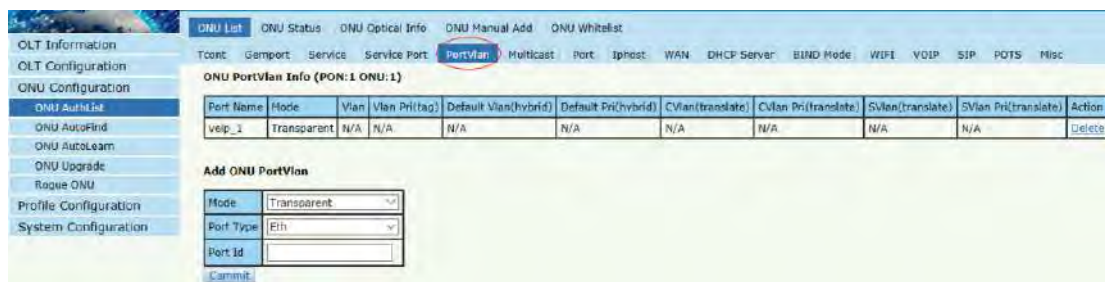 ONU List ONU Status ONU Optical Info ONU Manual Add ONU Whitelist
Tcont Gemport Service Service Port PortVlan Multicast Port Iphost WAN DHCP Server BIND Mode WIFI VOIP SIP POTS Misc
OLT Information
OLT Configuration
ONU Configuration
ONU AuthList
ONU AutoFind
ONU AutoLearn
ONU Upgrade
Rogue ONU
Profile Configuration
System Configuration
ONU PortVlan Info (PON:1 ONU:1)
Port Name Mode Vlan Vlan Pri(tag) Default Vlan(hybrid) Default Pri(hybrid) CVlan(translate) CVlan Pri(translate) SVlan(translate) SVlan Pri(translate) Action
veip_1 Transparent N/A N/A N/A N/A N/A N/A N/A N/A Delete
Add ONU PortVlan
Mode Transparent
Port Type Eth
Port Id
Commit